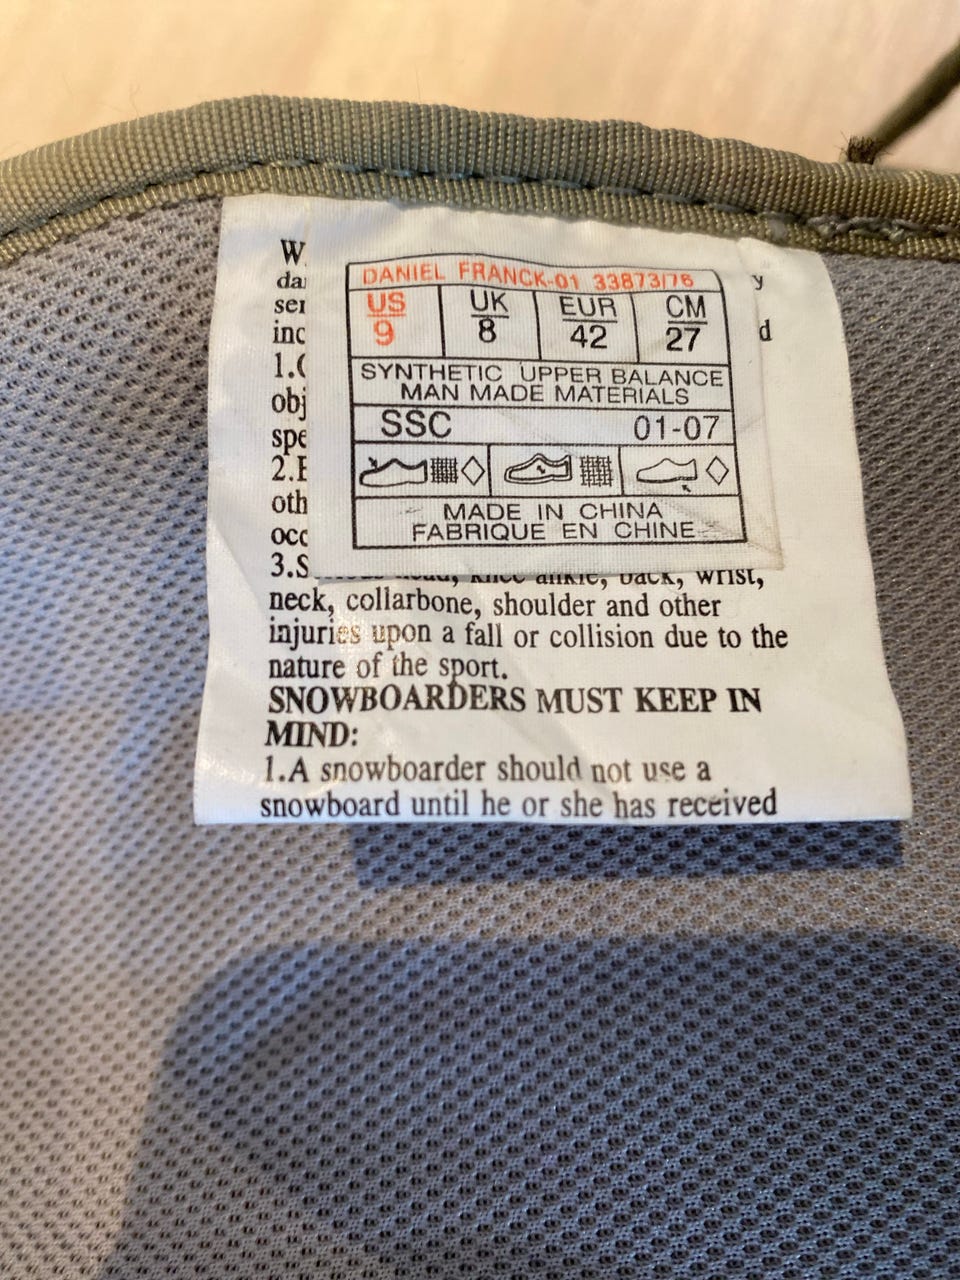 DANIEL FRANCK-01 33873/76
US UK EUR CM
9 8 42 27
SYNTHETIC UPPER BALANCE
MAN MADE MATERIALS
SSC 01-07
MADE IN CHINA
FABRIQUE EN CHINE
ankle, back, wrist,
neck, collarbone, shoulder and other
injuries upon a fall or collision due to the
nature of the sport.
SNOWBOARDERS MUST KEEP IN
MIND:
1.A snowboarder should not use a
snowboard until he or she has received